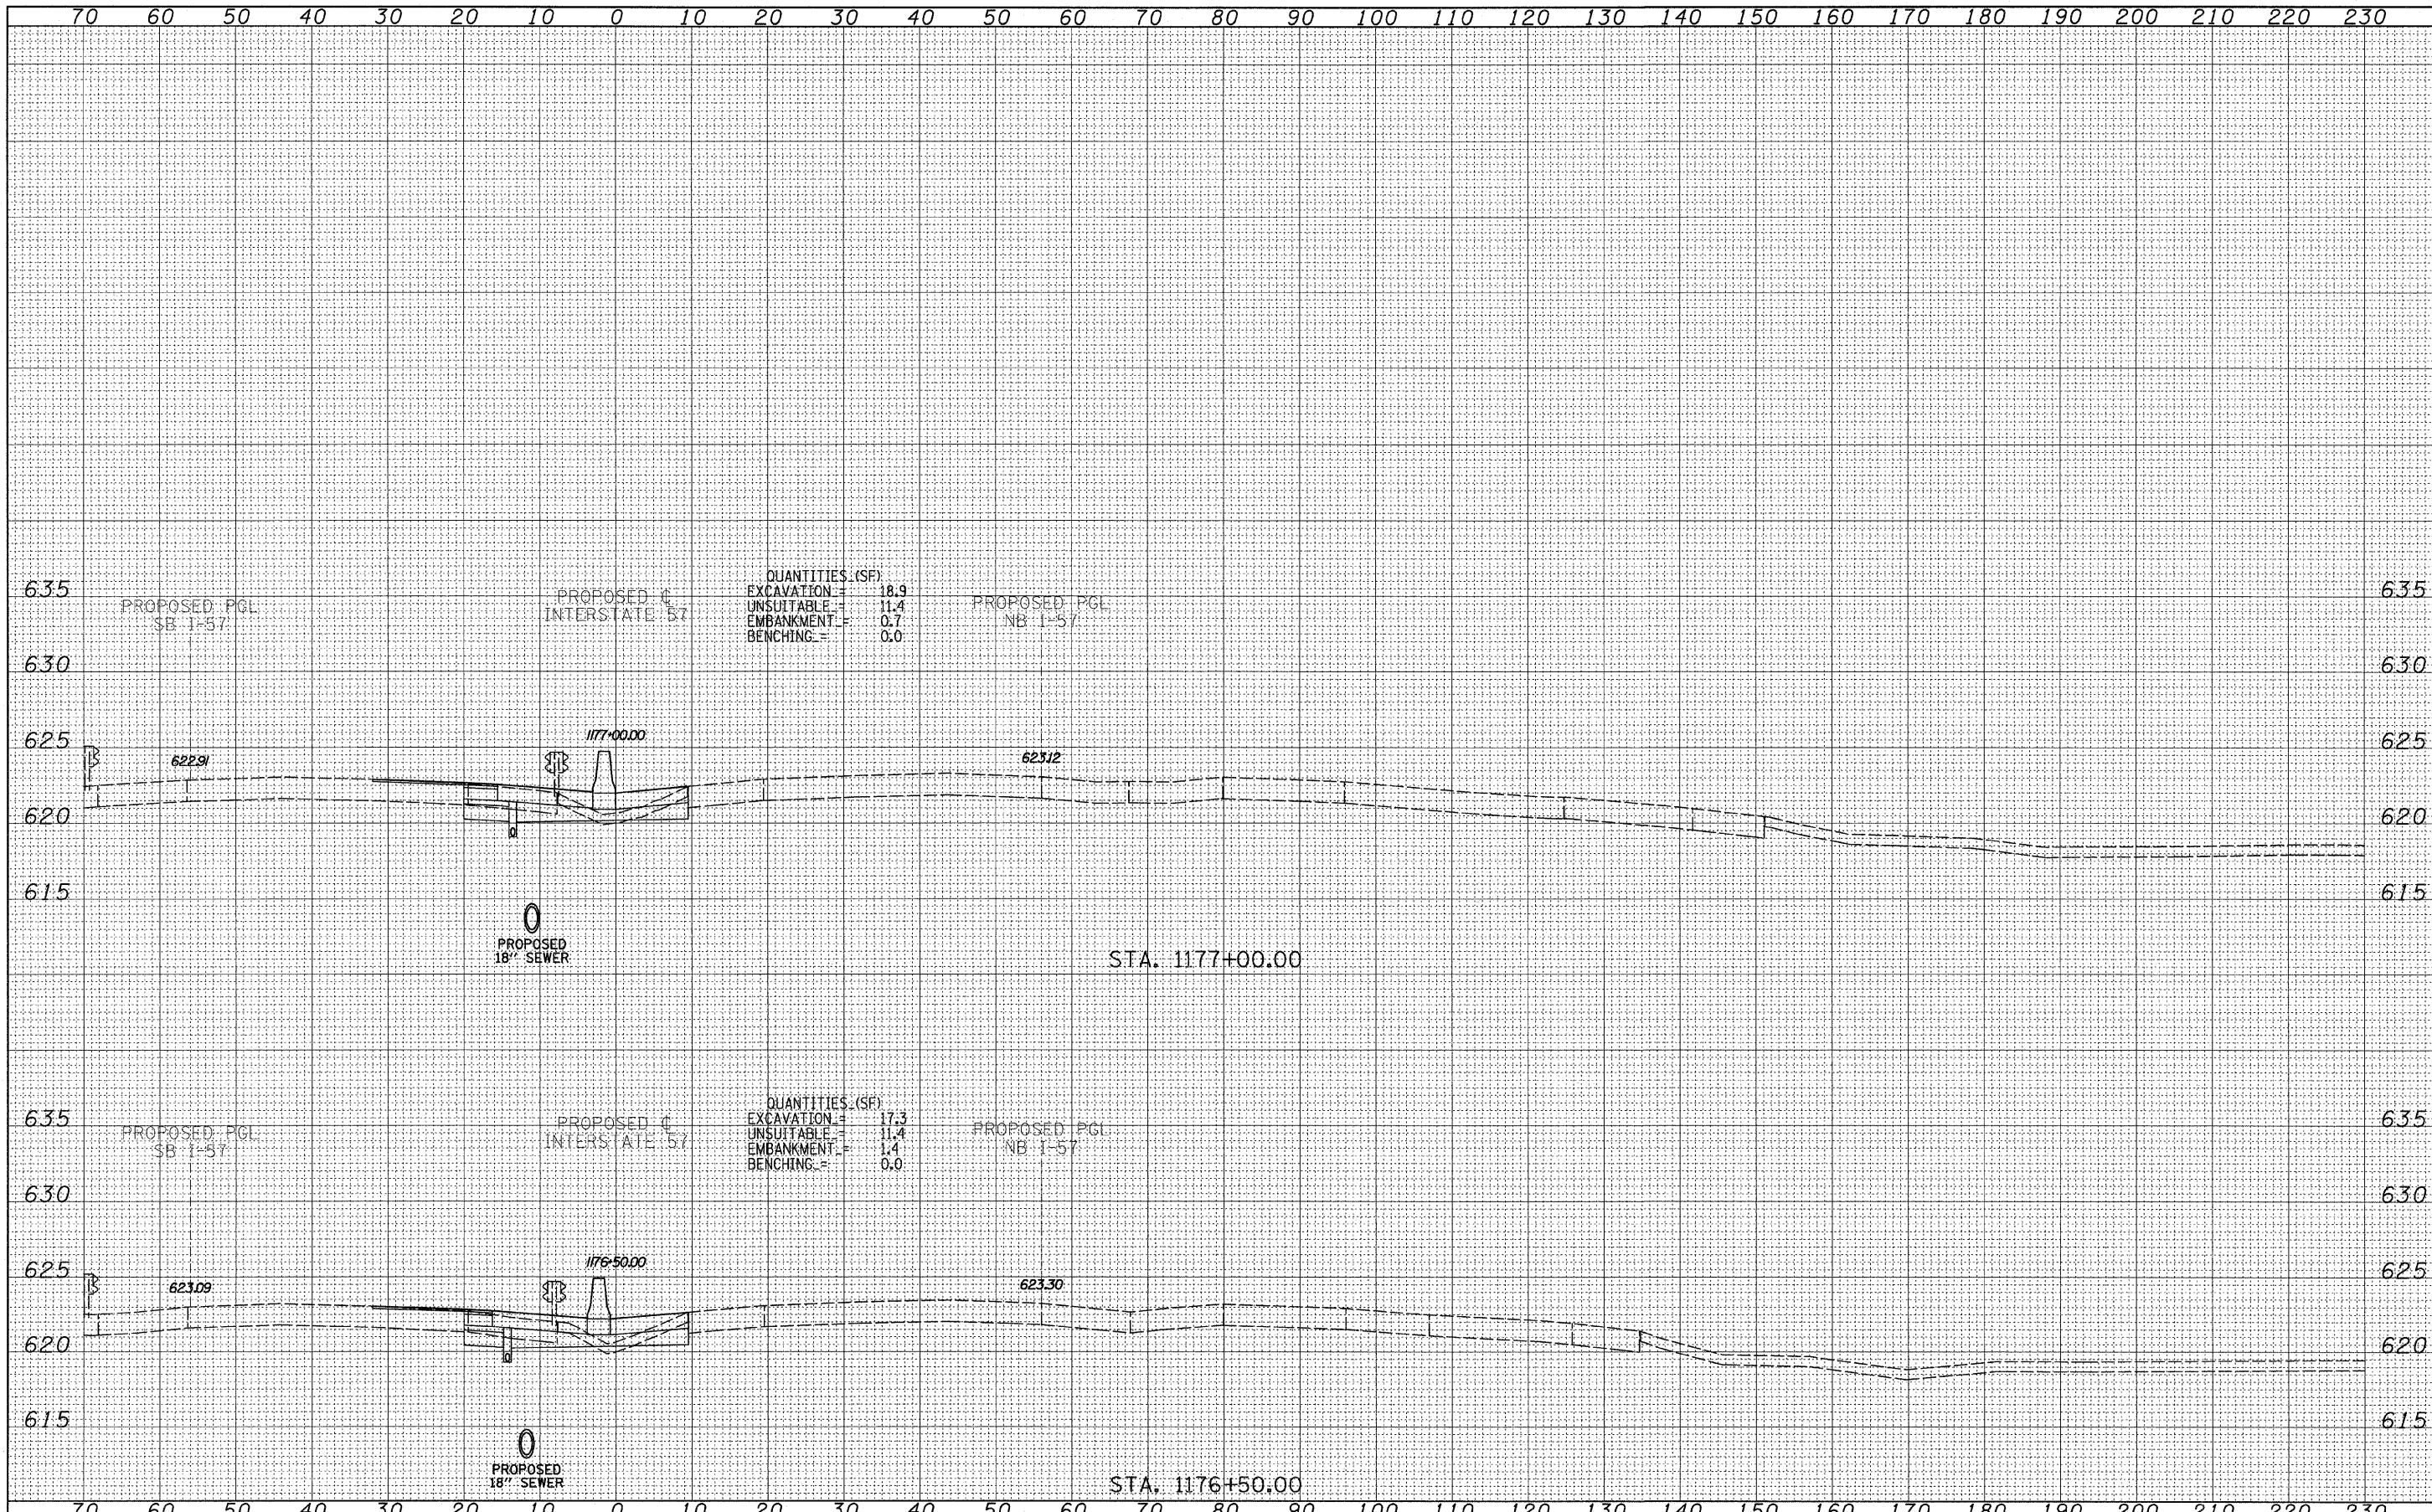 70 60 50 40 30 20 10 0 10 20 30 40 50 60 70 80 90 100 110 120 130 140 150 160 170 180 190 200 210 220 230
QUANTITIES (SF)
635 PROPOSED PGL PROPOSED ℄ EXCAVATION = 18.9 PROPOSED PGL 635
SB I-57 INTERSTATE 57 UNSUITABLE = 11.4 NB I-57
EMBANKMENT = 0.7
BENCHING = 0.0
630 630
625 1177+00.00 625
622.91 623.12
620 620
615 615
PROPOSED
18" SEWER STA. 1177+00.00
QUANTITIES (SF)
635 PROPOSED PGL PROPOSED ℄ EXCAVATION = 17.3 PROPOSED PGL 635
SB I-57 INTERSTATE 57 UNSUITABLE = 11.4 NB I-57
EMBANKMENT = 1.4
BENCHING = 0.0
630 630
625 1176+50.00 625
623.09 623.30
620 620
615 615
PROPOSED
18" SEWER STA. 1176+50.00
70 60 50 40 30 20 10 0 10 20 30 40 50 60 70 80 90 100 110 120 130 140 150 160 170 180 190 200 210 220 230